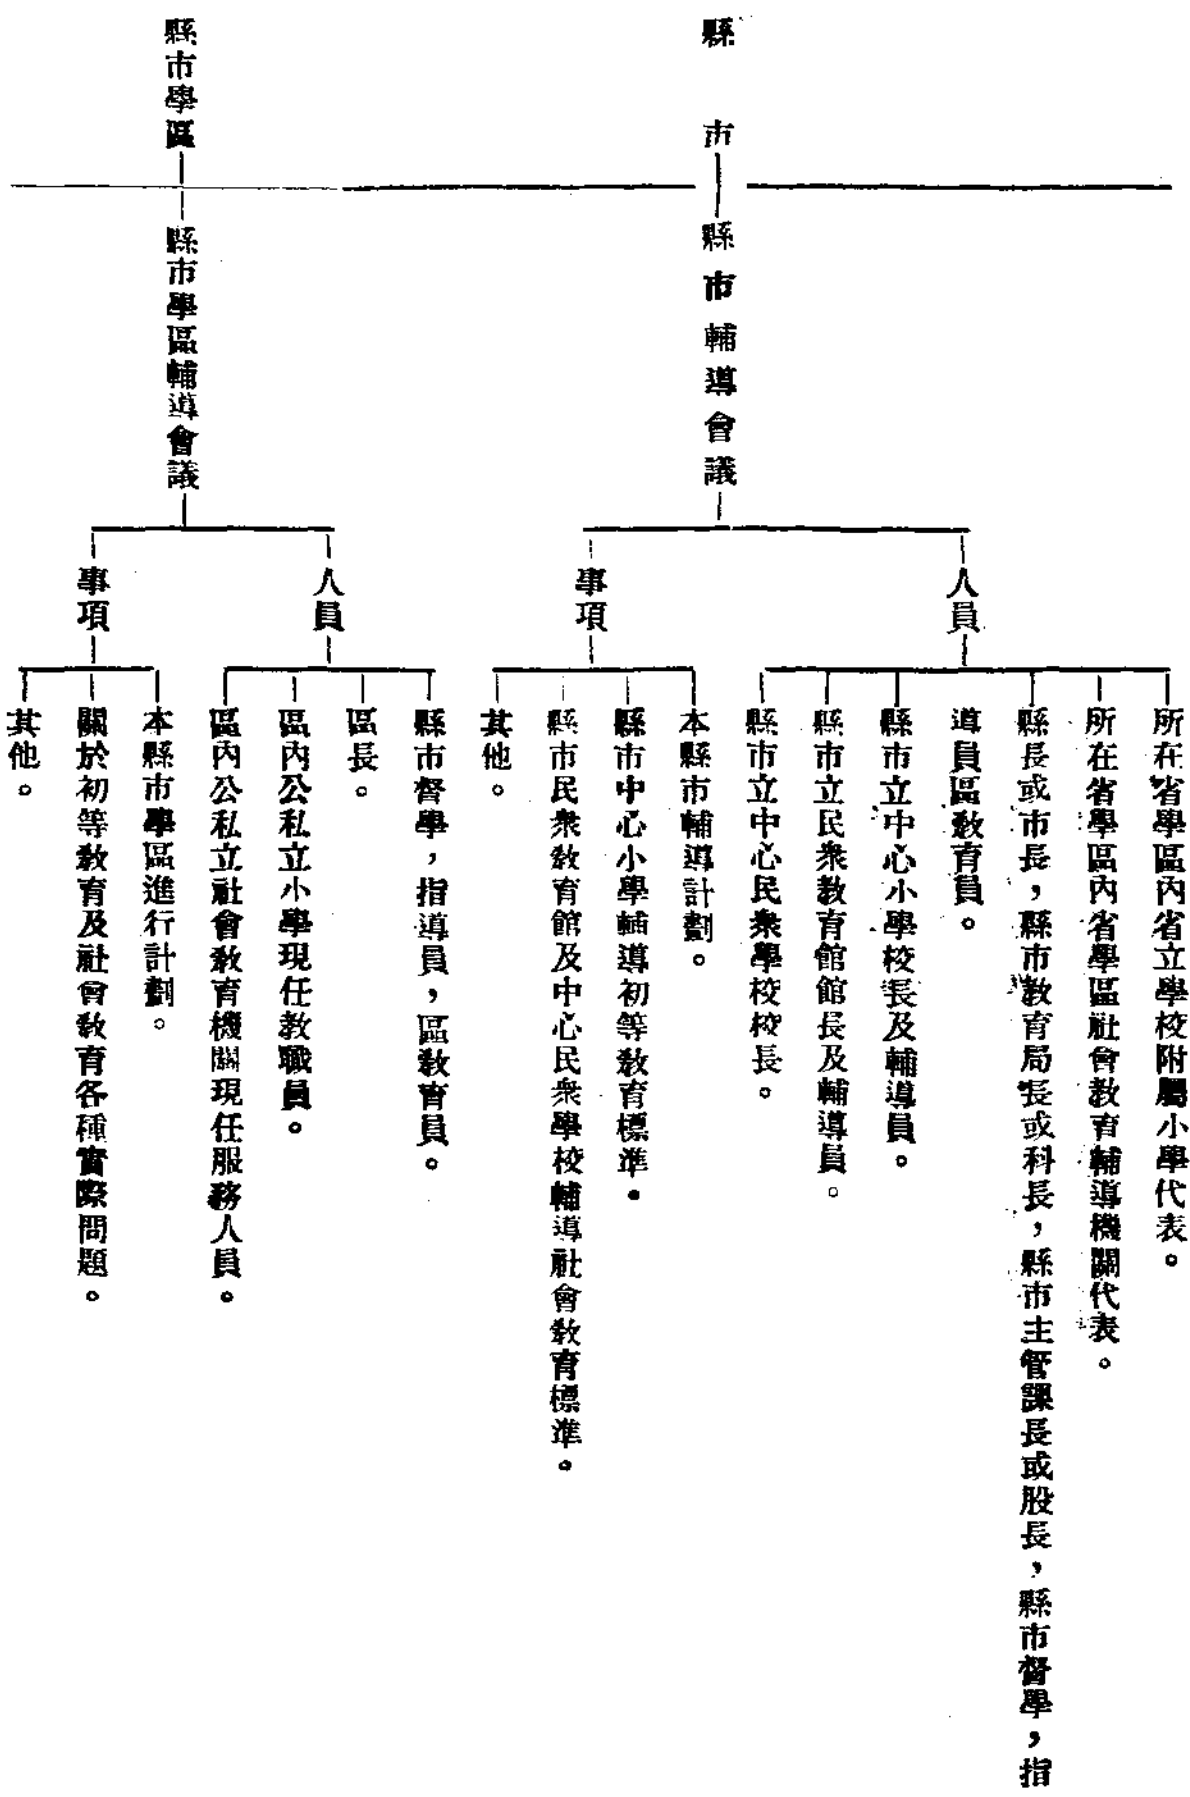 縣市
縣市輔導會議
人員
所在省學區內省立學校附屬小學代表。
所在省學區內省學區社會教育輔導機關代表。
縣長或市長，縣市教育局長或科長，縣市主管課長或股長，縣市督學，指
導員區教育員。
縣市立中心小學校長及輔導員。
縣市立民衆教育館館長及輔導員。
縣市立中心民衆學校校長。
事項
本縣市輔導計劃。
縣市中心小學輔導初等教育標準。
縣市民衆教育館及中心民衆學校輔導社會教育標準。
其他。
縣市學區
縣市學區輔導會議
人員
縣市督學，指導員，區教育員。
區長。
區內公私立小學現任教職員。
區內公私立社會教育機關現任服務人員。
事項
本縣市學區進行計劃。
關於初等教育及社會教育各種實際問題。
其他。